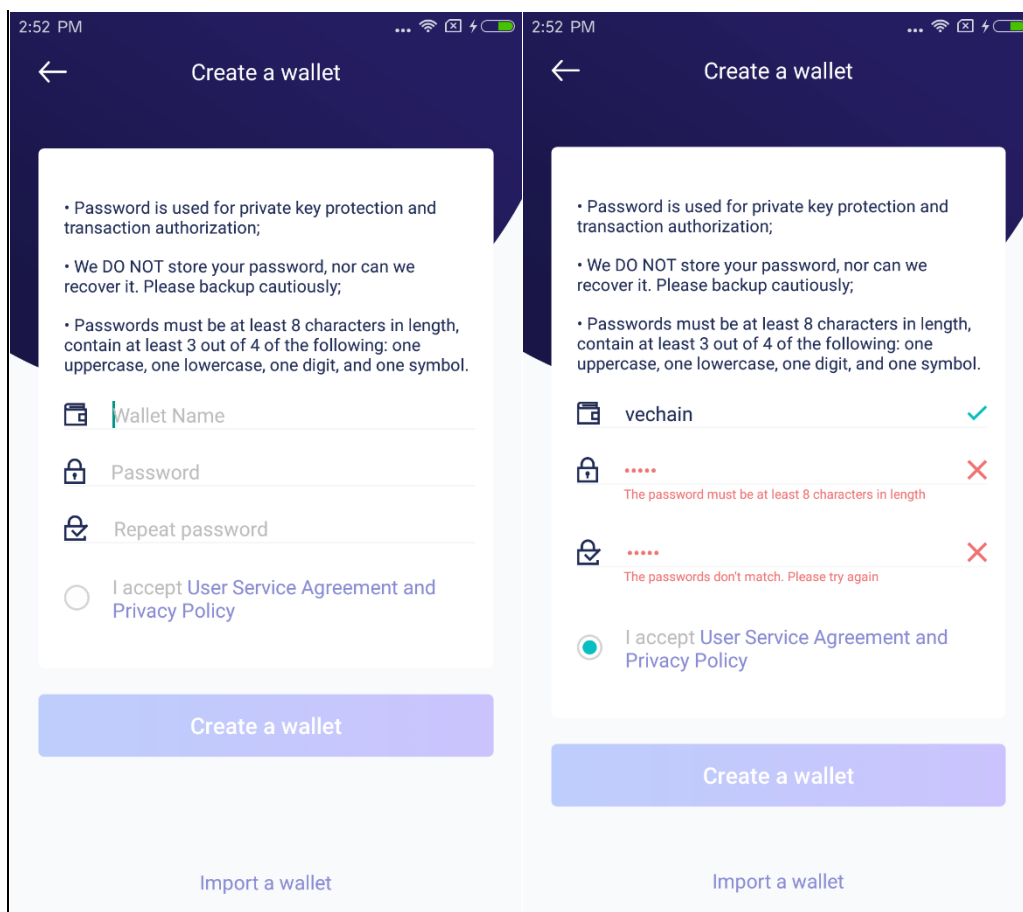 2:52 PM
Create a wallet
• Password is used for private key protection and
transaction authorization;
• We DO NOT store your password, nor can we
recover it. Please backup cautiously;
• Passwords must be at least 8 characters in length,
contain at least 3 out of 4 of the following: one
uppercase, one lowercase, one digit, and one symbol.
Wallet Name
Password
Repeat password
I accept User Service Agreement and
Privacy Policy
Create a wallet
Import a wallet
2:52 PM
Create a wallet
• Password is used for private key protection and
transaction authorization;
• We DO NOT store your password, nor can we
recover it. Please backup cautiously;
• Passwords must be at least 8 characters in length,
contain at least 3 out of 4 of the following: one
uppercase, one lowercase, one digit, and one symbol.
vechain
•••••
The password must be at least 8 characters in length
•••••
The passwords don't match. Please try again
I accept User Service Agreement and
Privacy Policy
Create a wallet
Import a wallet